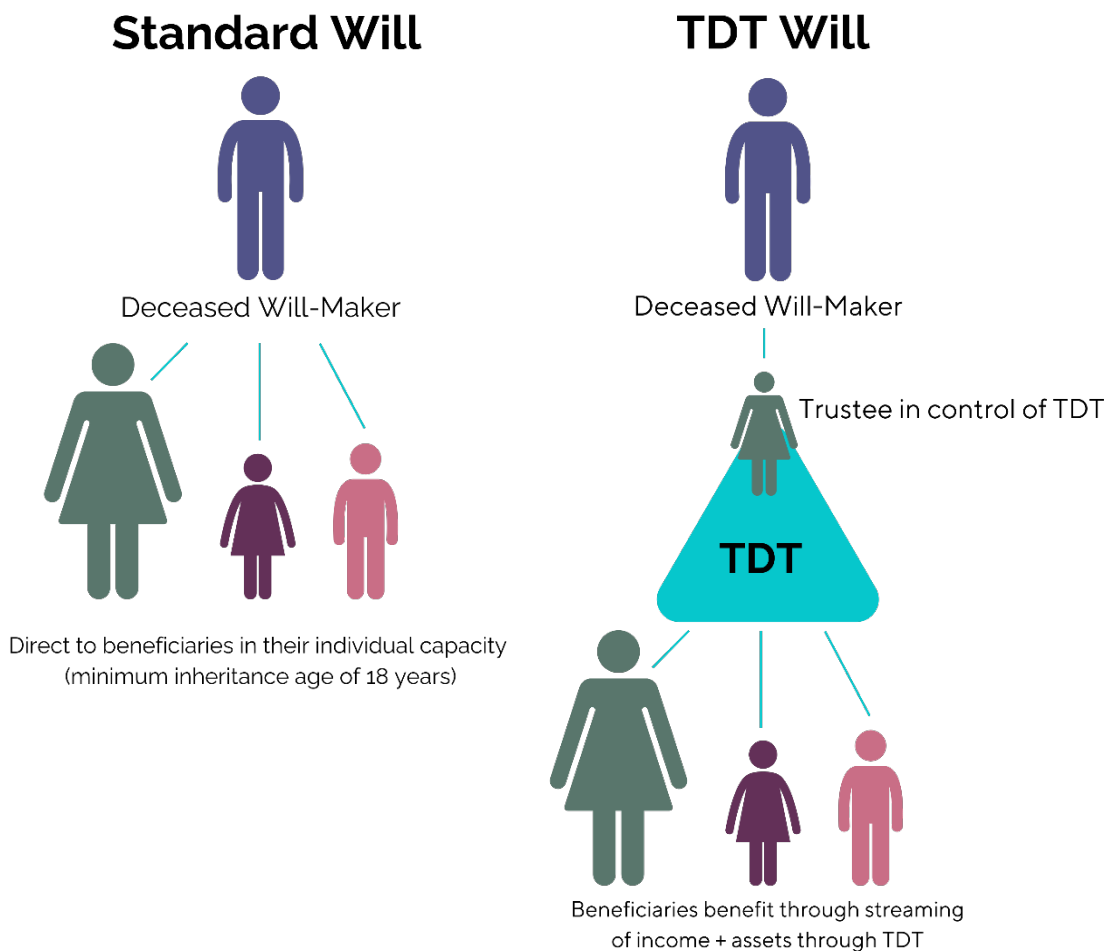 Standard Will
Deceased Will-Maker
Direct to beneficiaries in their individual capacity
(minimum inheritance age of 18 years)
TDT Will
Deceased Will-Maker
Trustee in control of TDT
TDT
Beneficiaries benefit through streaming
of income + assets through TDT